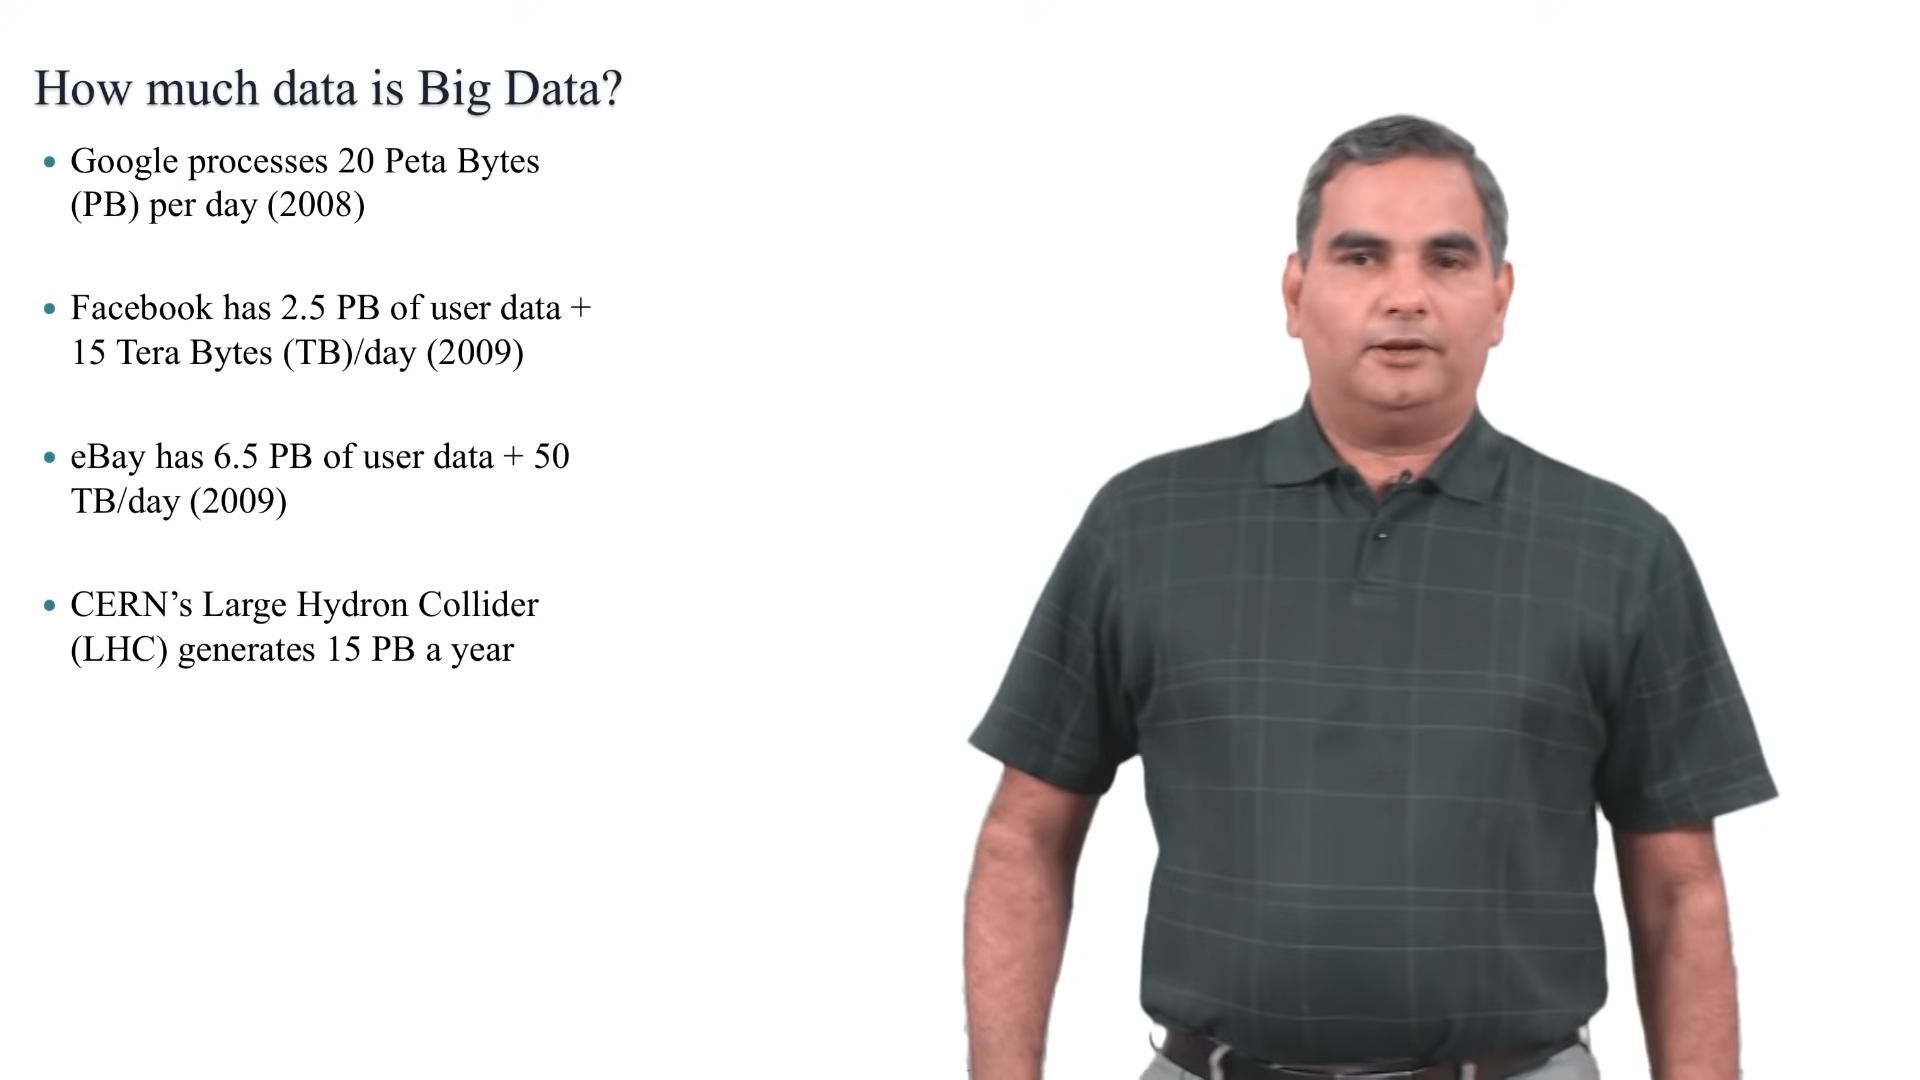 How much data is Big Data?
• Google processes 20 Peta Bytes
(PB) per day (2008)
• Facebook has 2.5 PB of user data +
15 Tera Bytes (TB)/day (2009)
• eBay has 6.5 PB of user data + 50
TB/day (2009)
• CERN’s Large Hydron Collider
(LHC) generates 15 PB a year